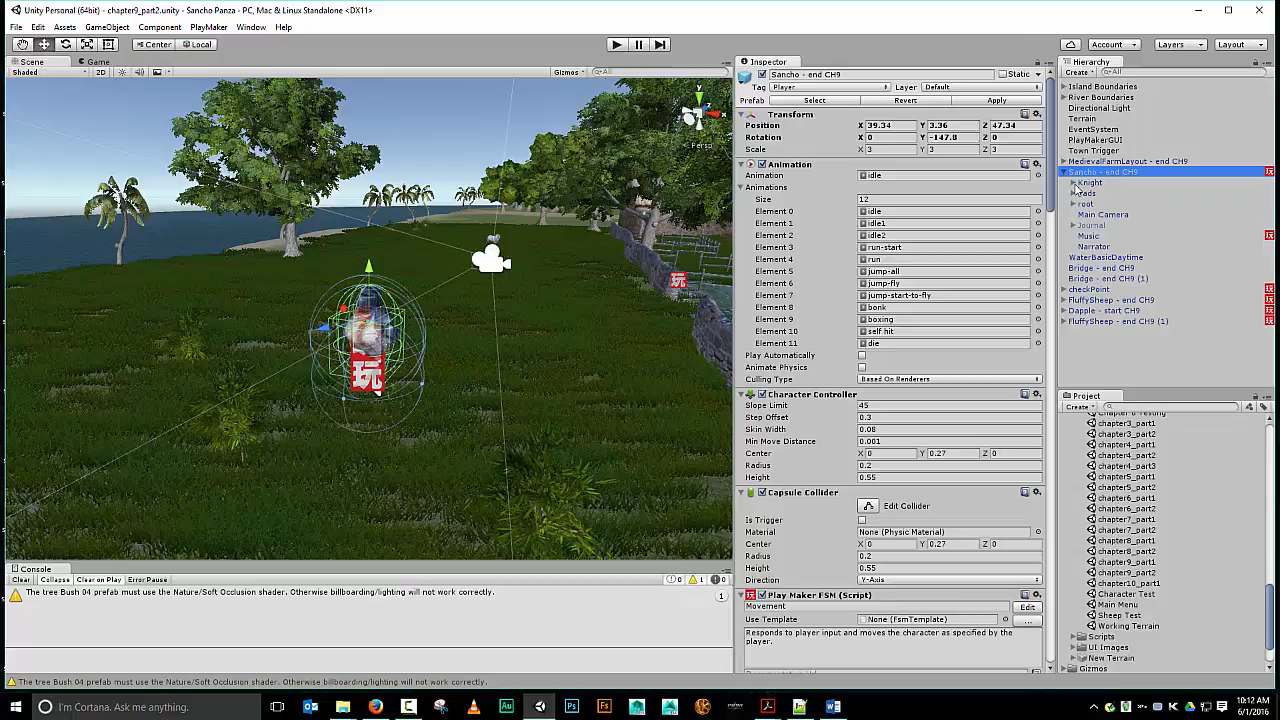 Unity Personal (64bit) - chapter9_part2.unity - Sancho Panza - PC, Mac & Linux Standalone <DX11>
File Edit Assets GameObject Component PlayMaker Window Help
Center Local Account Layers Layout
Scene Game
Shaded 2D Gizmos All
Persp
玩
玩
Console
Clear Collapse Clear on Play Error Pause 0 1 0
The tree Bush 04 prefab must use the Nature/Soft Occlusion shader. Otherwise billboarding/lighting will not work correctly. 1
Inspector
Sancho - end CH9 Static
Tag Player Layer Default
Prefab Select Revert Apply
Transform
Position X 39.34 Y 3.36 Z 47.34
Rotation X 0 Y -147.8 Z 0
Scale X 3 Y 3 Z 3
Animation
Animation idle
Animations
Size 12
Element 0 idle
Element 1 idle1
Element 2 idle2
Element 3 run-start
Element 4 run
Element 5 jump-all
Element 6 jump-fly
Element 7 jump-start-to-fly
Element 8 bonk
Element 9 boxing
Element 10 self hit
Element 11 die
Play Automatically
Animate Physics
Culling Type Based On Renderers
Character Controller
Slope Limit 45
Step Offset 0.3
Skin Width 0.08
Min Move Distance 0.001
Center X 0 Y 0.27 Z 0
Radius 0.2
Height 0.55
Capsule Collider
Edit Collider
Is Trigger
Material None (Physic Material)
Center X 0 Y 0.27 Z 0
Radius 0.2
Height 0.55
Direction Y-Axis
Play Maker FSM (Script)
Movement Edit
Use Template None (FsmTemplate) ...
Responds to player input and moves the character as specified by the
player.
Hierarchy
Create All
Island Boundaries
River Boundaries
Directional Light
Terrain
EventSystem
PlayMakerGUI
Town Trigger
MedievalFarmLayout - end CH9
Sancho - end CH9
Knight
root
Main Camera
Journal
Music
Narrator
WaterBasicDaytime
Bridge - end CH9
Bridge - end CH9 (1)
checkPoint
FluffySheep - end CH9
Dapple - start CH9
FluffySheep - end CH9 (1)
Project
Create
chapter3_part1
chapter3_part2
chapter4_part1
chapter4_part2
chapter4_part3
chapter5_part1
chapter5_part2
chapter6_part1
chapter6_part2
chapter7_part1
chapter7_part2
chapter8_part1
chapter8_part2
chapter9_part1
chapter9_part2
chapter10_part1
Character Test
Main Menu
Sheep Test
Working Terrain
Scripts
UI Images
New Terrain
Gizmos
The tree Bush 04 prefab must use the Nature/Soft Occlusion shader. Otherwise billboarding/lighting will not work correctly.
I'm Cortana. Ask me anything.
10:12 AM
6/1/2016